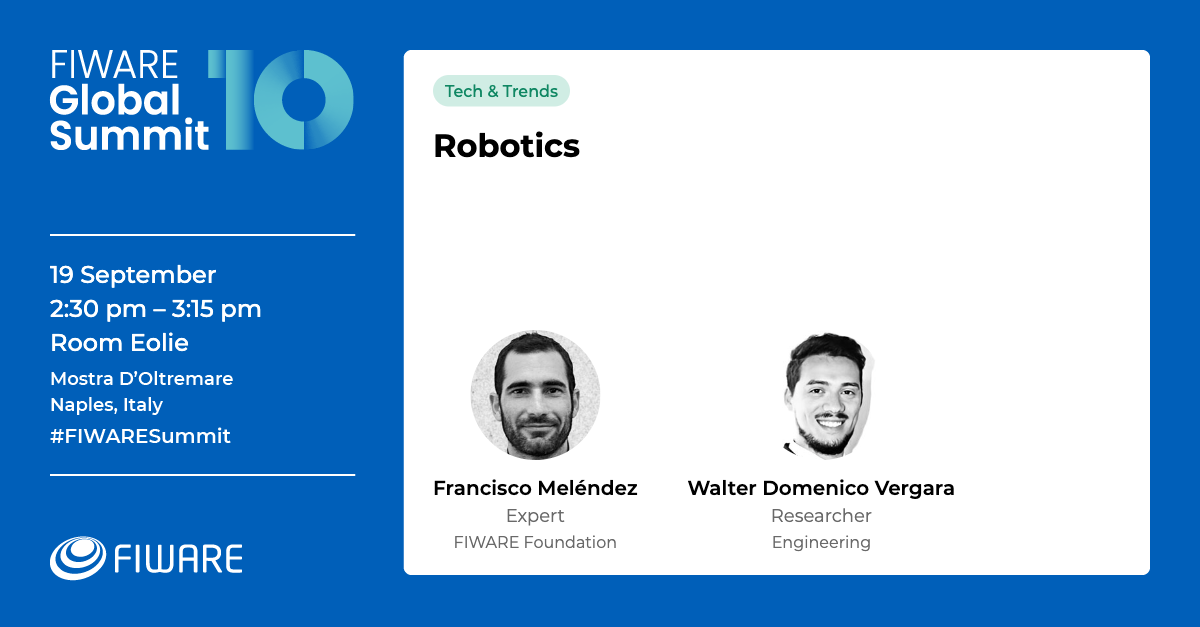 FIWARE
Global
Summit
10
19 September
2:30 pm – 3:15 pm
Room Eolie
Mostra D’Oltremare
Naples, Italy
#FIWARESummit
FIWARE
Tech & Trends
Robotics
Francisco Meléndez
Expert
FIWARE Foundation
Walter Domenico Vergara
Researcher
Engineering